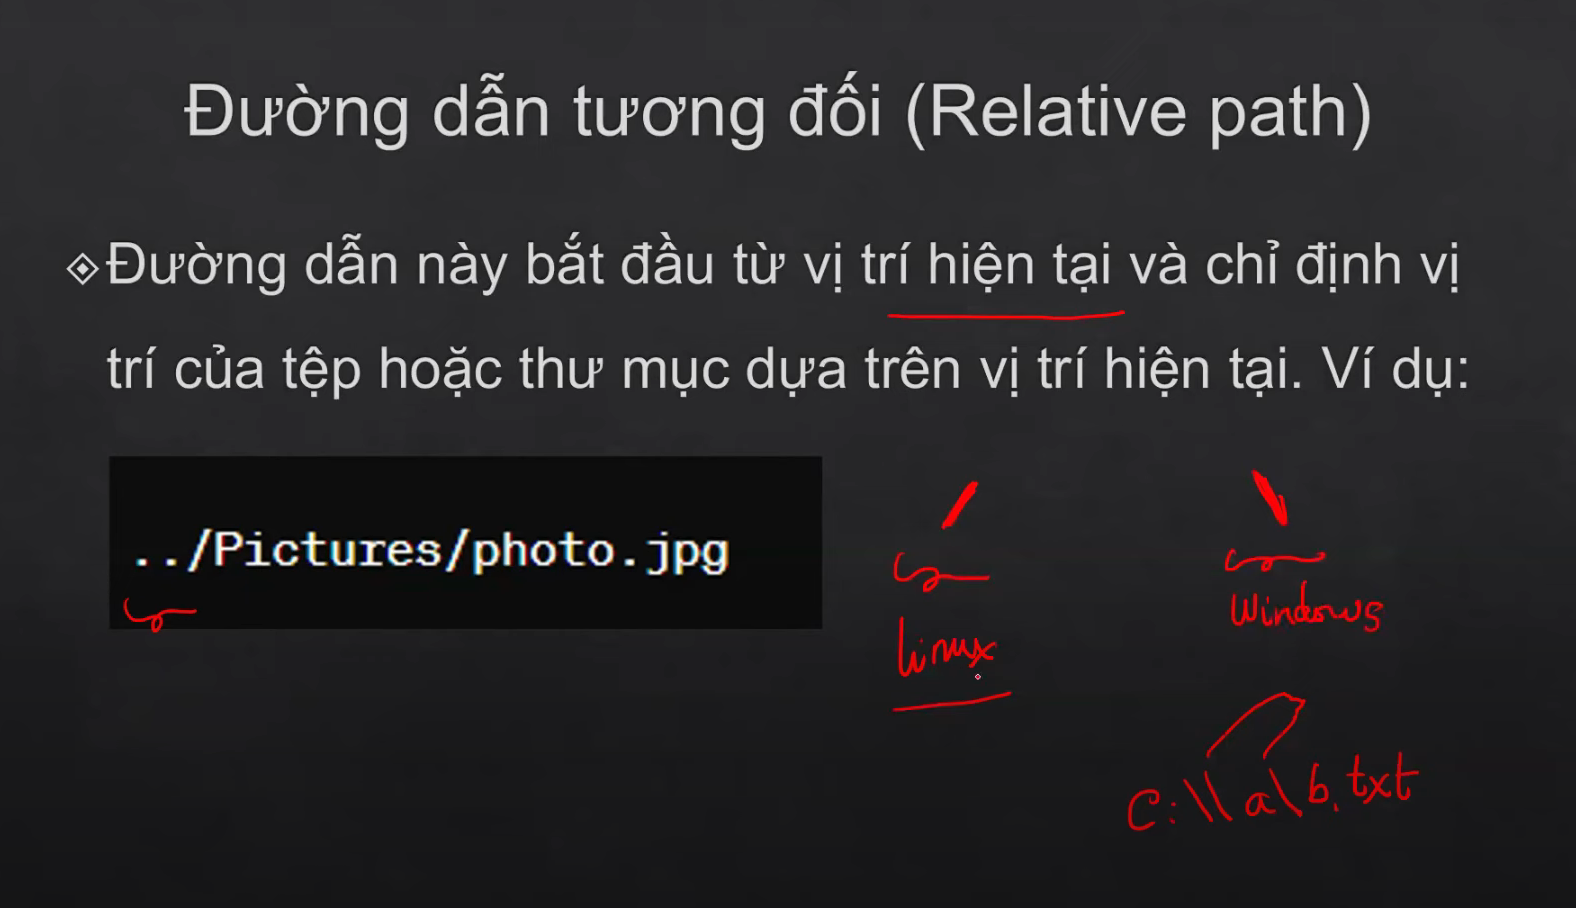 Đường dẫn tương đối (Relative path)
Đường dẫn này bắt đầu từ vị trí hiện tại và chỉ định vị
trí của tệp hoặc thư mục dựa trên vị trí hiện tại. Ví dụ:
../Pictures/photo.jpg
/
\
Linux
Windows
C:\\a\b.txt